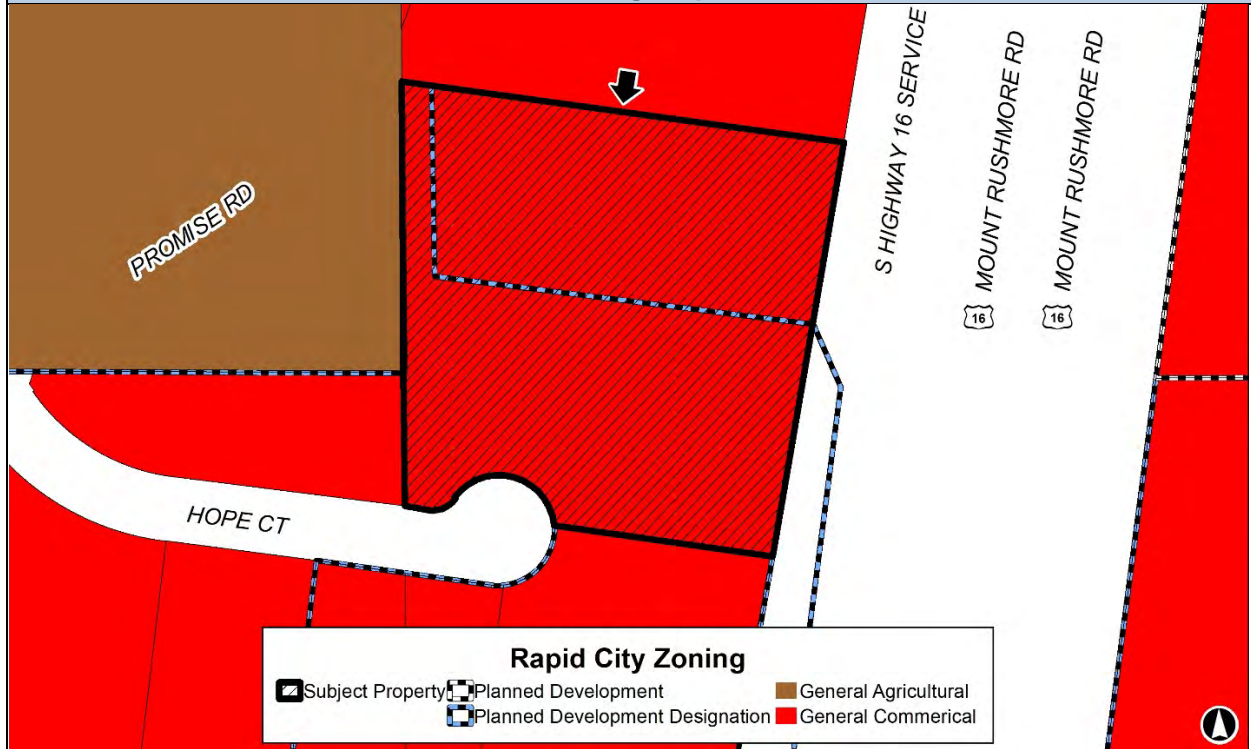 S HIGHWAY 16 SERVICE
MOUNT RUSHMORE RD
MOUNT RUSHMORE RD
PROMISE RD
16
16
HOPE CT
Rapid City Zoning
Subject Property
Planned Development
General Agricultural
Planned Development Designation
General Commerical